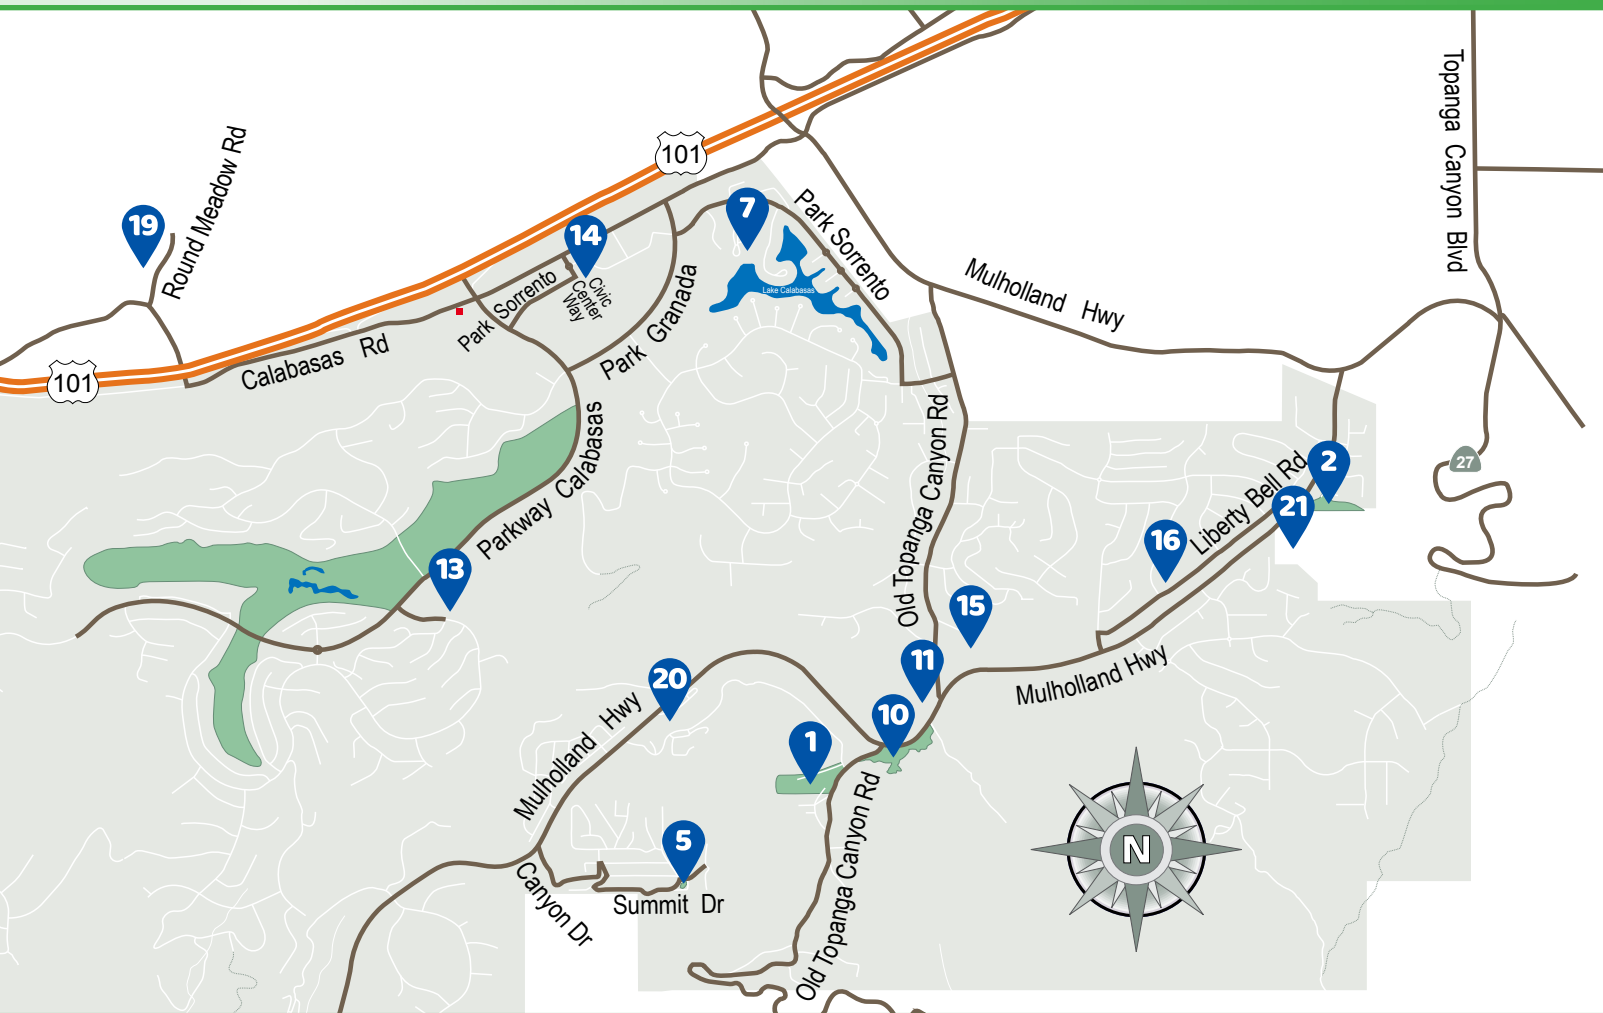 Topanga Canyon Blvd
101
Round Meadow Rd
19
7
Park Sorrento
14
Mulholland Hwy
Lake Calabasas
Park Sorrento
Civic
Center
Way
Park Granada
Calabasas Rd
101
Parkway Calabasas
Old Topanga Canyon Rd
Liberty Bell Rd
2
27
21
16
13
15
11
20
Mulholland Hwy
Mulholland Hwy
10
1
5
Old Topanga Canyon Rd
N
Canyon Dr
Summit Dr